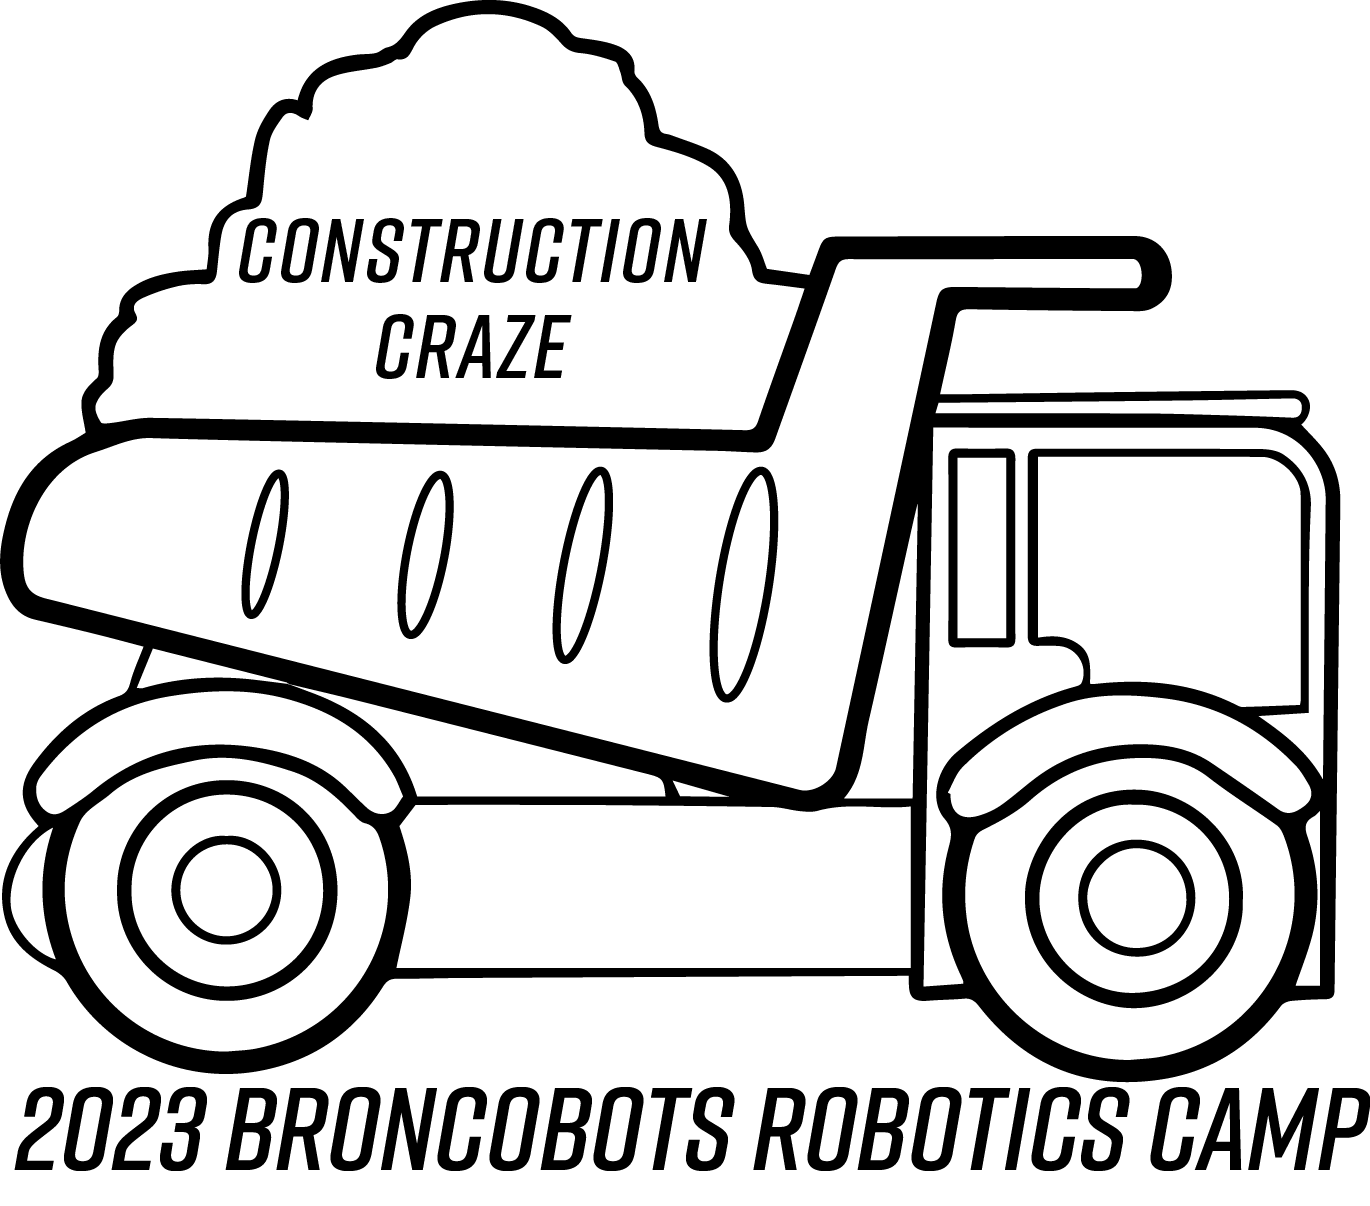 CONSTRUCTION
CRAZE
2023 BRONCOBOTS ROBOTICS CAMP